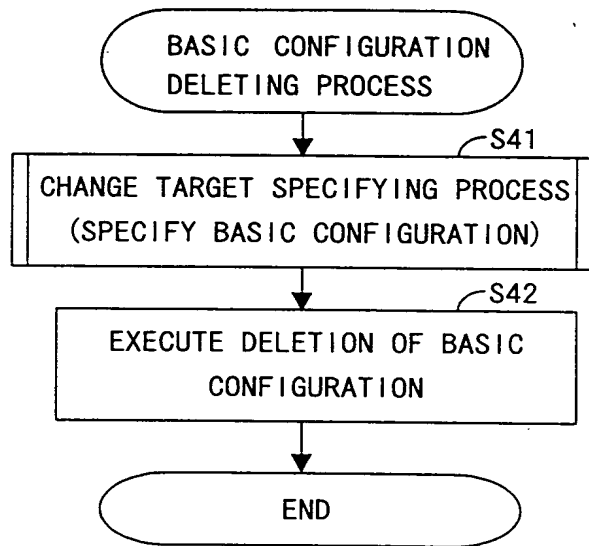 BASIC CONFIGURATION
DELETING PROCESS
S41
CHANGE TARGET SPECIFYING PROCESS
(SPECIFY BASIC CONFIGURATION)
S42
EXECUTE DELETION OF BASIC
CONFIGURATION
END